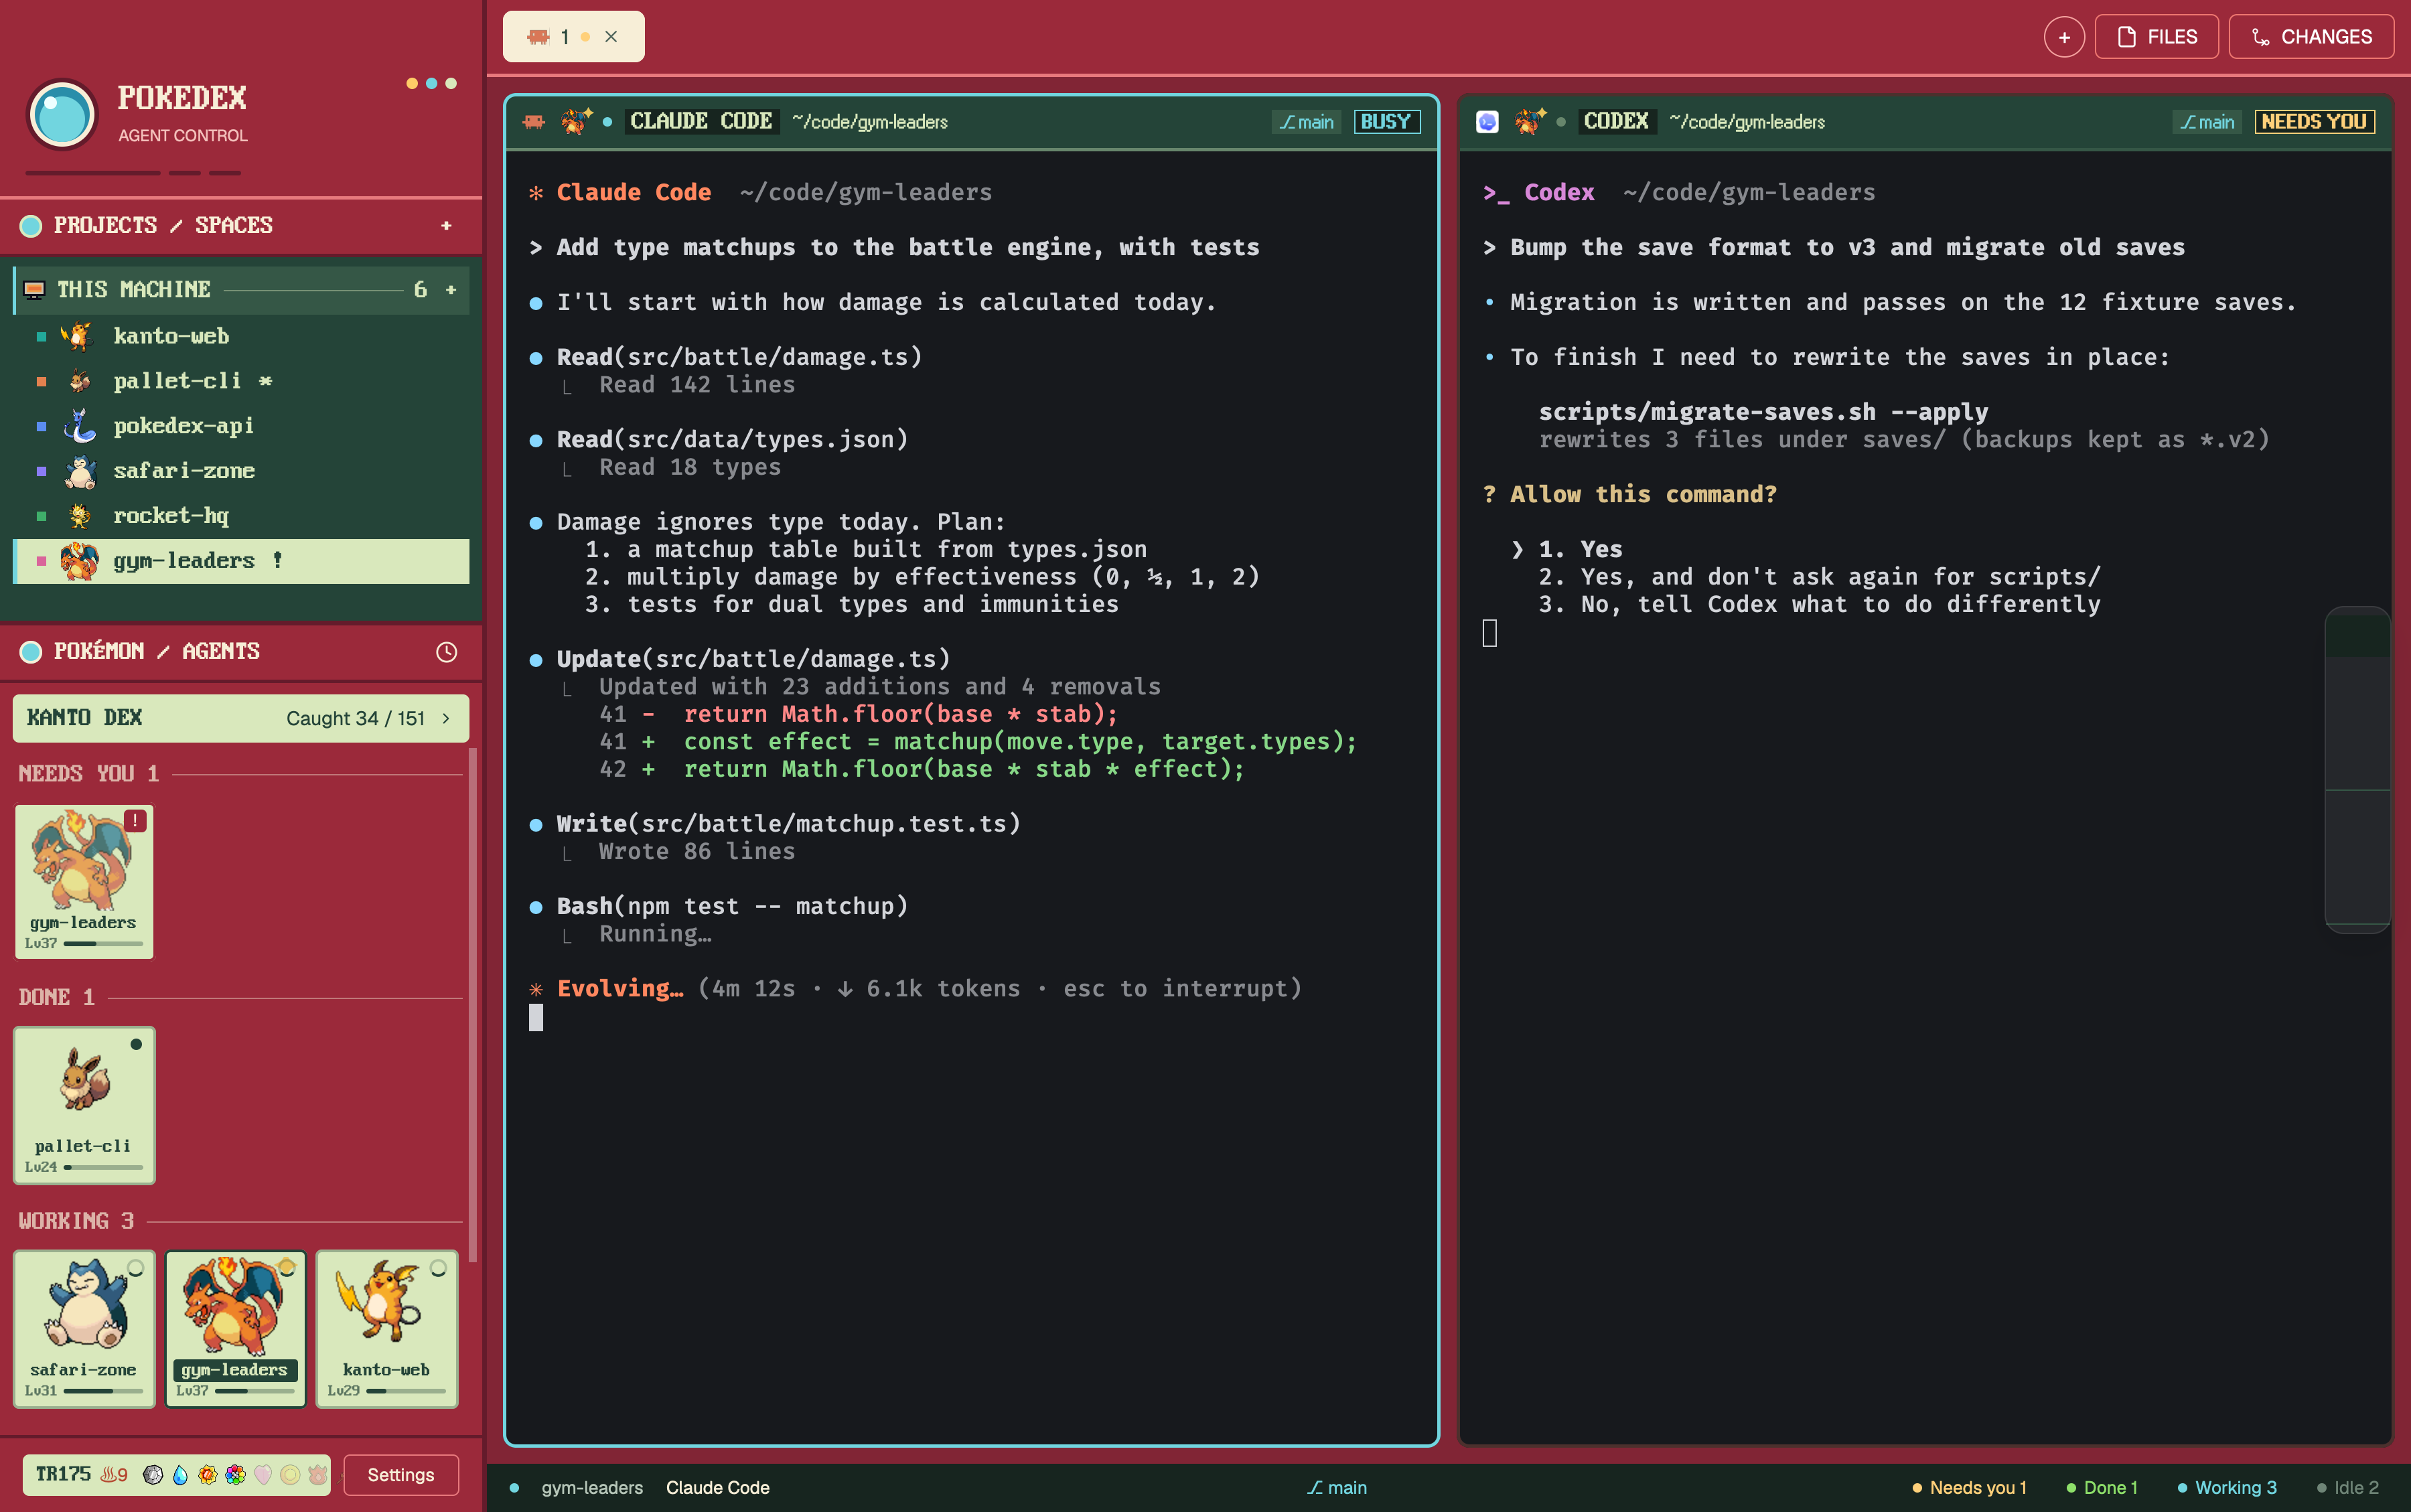 POKEDEX
AGENT CONTROL
PROJECTS / SPACES +
THIS MACHINE 6 +
kanto-web
pallet-cli *
pokedex-api
safari-zone
rocket-hq
gym-leaders !
POKÉMON / AGENTS
KANTO DEX Caught 34 / 151 >
NEEDS YOU 1
!
gym-leaders
Lv37
DONE 1
pallet-cli
Lv24
WORKING 3
safari-zone
Lv31
gym-leaders
Lv37
kanto-web
Lv29
TR175 9
Settings
1 ×
+
FILES
CHANGES
CLAUDE CODE ~/code/gym-leaders main BUSY
✻ Claude Code ~/code/gym-leaders
> Add type matchups to the battle engine, with tests
● I'll start with how damage is calculated today.
● Read(src/battle/damage.ts)
⎿ Read 142 lines
● Read(src/data/types.json)
⎿ Read 18 types
● Damage ignores type today. Plan:
1. a matchup table built from types.json
2. multiply damage by effectiveness (0, ½, 1, 2)
3. tests for dual types and immunities
● Update(src/battle/damage.ts)
⎿ Updated with 23 additions and 4 removals
41 - return Math.floor(base * stab);
41 + const effect = matchup(move.type, target.types);
42 + return Math.floor(base * stab * effect);
● Write(src/battle/matchup.test.ts)
⎿ Wrote 86 lines
● Bash(npm test -- matchup)
⎿ Running…
✳ Evolving… (4m 12s · ↓ 6.1k tokens · esc to interrupt)
CODEX ~/code/gym-leaders main NEEDS YOU
>_ Codex ~/code/gym-leaders
> Bump the save format to v3 and migrate old saves
• Migration is written and passes on the 12 fixture saves.
• To finish I need to rewrite the saves in place:
scripts/migrate-saves.sh --apply
rewrites 3 files under saves/ (backups kept as *.v2)
? Allow this command?
❯ 1. Yes
2. Yes, and don't ask again for scripts/
3. No, tell Codex what to do differently
gym-leaders Claude Code main Needs you 1 Done 1 Working 3 Idle 2